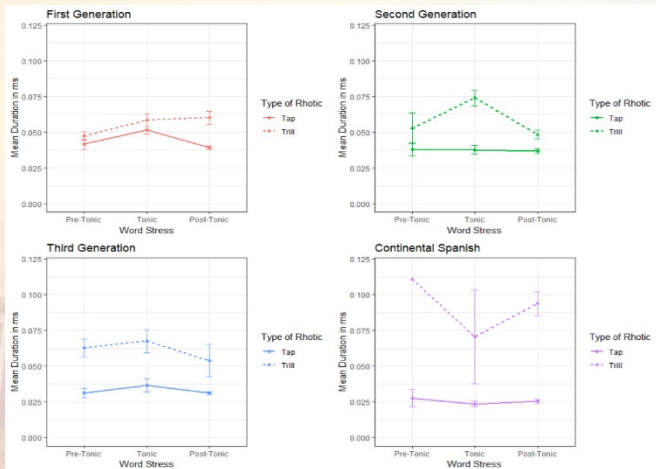 First Generation
0.125
0.100
0.075
0.050
0.025
0.000
Mean Duration in ms
Pre-Tonic Tonic Post-Tonic
Word Stress
Type of Rhotic
Tap
Trill
Second Generation
0.125
0.100
0.075
0.050
0.025
0.000
Mean Duration in ms
Pre-Tonic Tonic Post-Tonic
Word Stress
Type of Rhotic
Tap
Trill
Third Generation
0.125
0.100
0.075
0.050
0.025
0.000
Mean Duration in ms
Pre-Tonic Tonic Post-Tonic
Word Stress
Type of Rhotic
Tap
Trill
Continental Spanish
0.125
0.100
0.075
0.050
0.025
0.000
Mean Duration in ms
Pre-Tonic Tonic Post-Tonic
Word Stress
Type of Rhotic
Tap
Trill